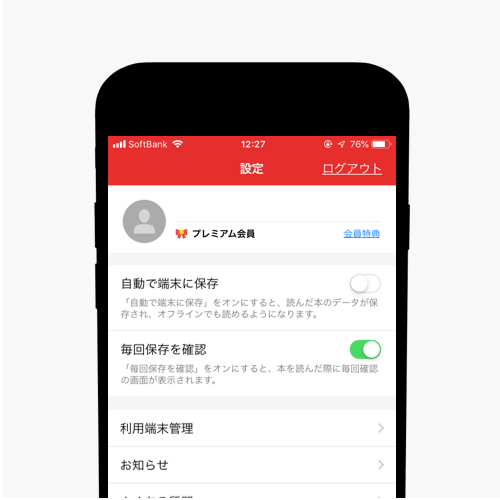 SoftBank 12:27 76%
設定 ログアウト
プレミアム会員 会員特典
自動で端末に保存
「自動で端末に保存」をオンにすると、読んだ本のデータが保
存され、オフラインでも読めるようになります。
毎回保存を確認
「毎回保存を確認」をオンにすると、本を読んだ際に毎回確認
の画面が表示されます。
利用端末管理
お知らせ
よくある質問